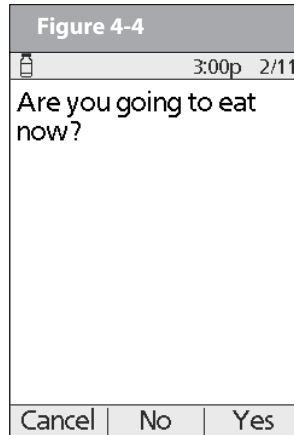 Figure 4-4
3:00p 2/11
Are you going to eat
now?
Cancel No Yes